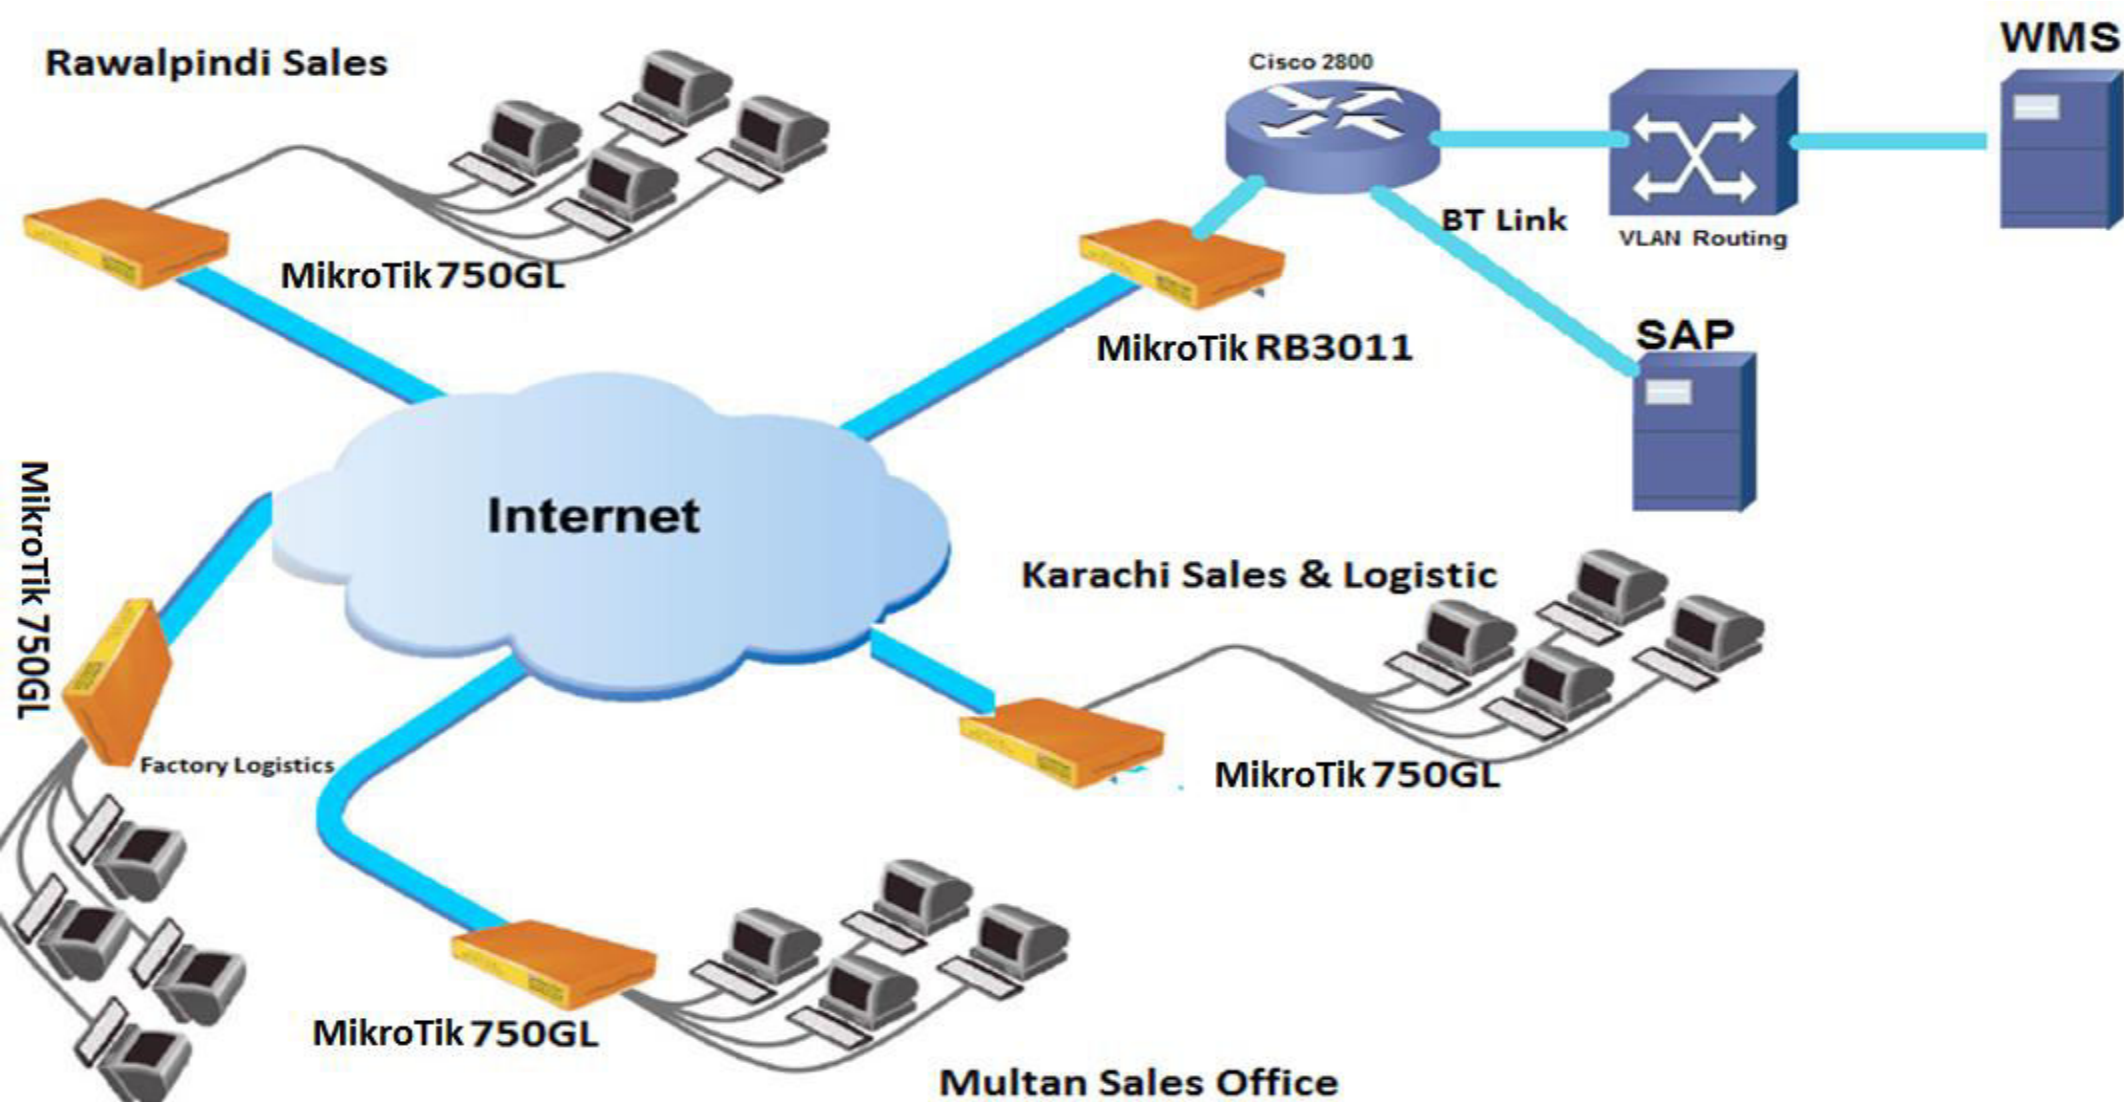 WMS
Rawalpindi Sales
Cisco 2800
BT Link
VLAN Routing
MikroTik 750GL
SAP
MikroTik RB3011
Internet
MikroTik 750GL
Karachi Sales & Logistic
Factory Logistics
MikroTik 750GL
MikroTik 750GL
Multan Sales Office